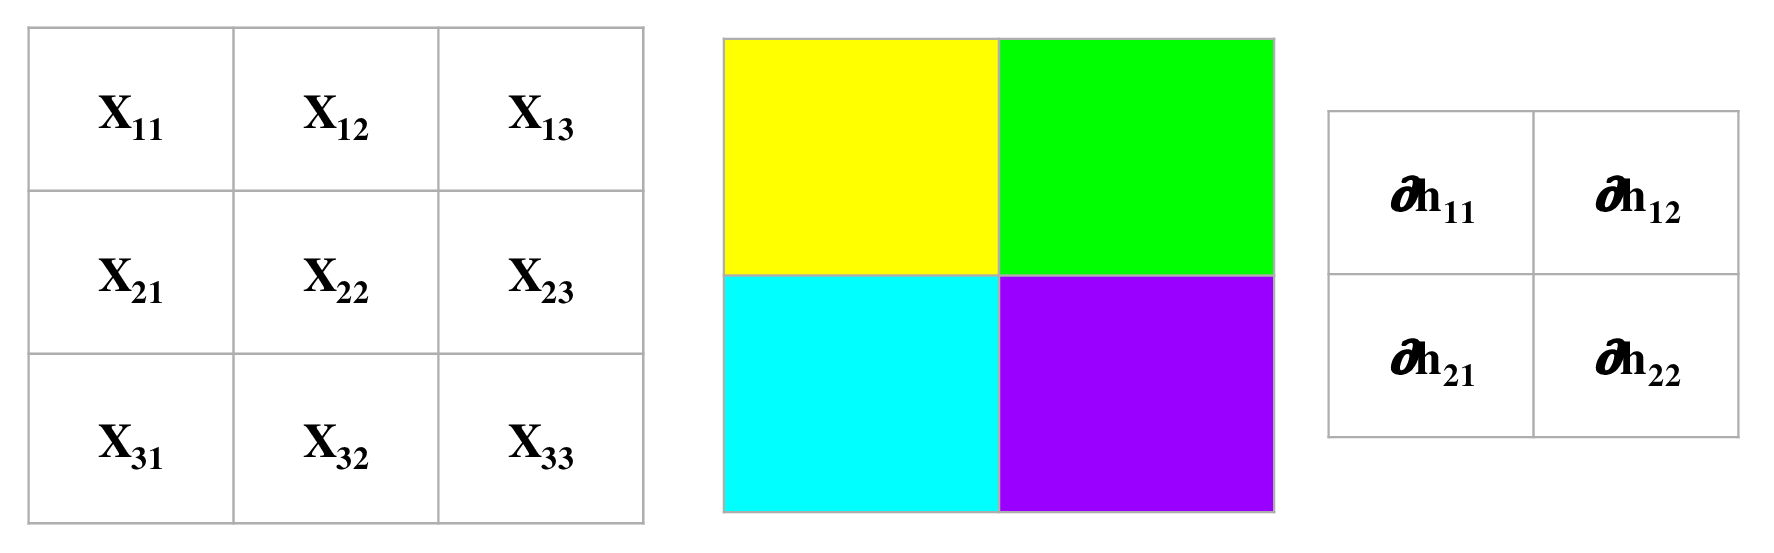 X₁₁ X₁₂ X₁₃
X₂₁ X₂₂ X₂₃
X₃₁ X₃₂ X₃₃
∂h₁₁ ∂h₁₂
∂h₂₁ ∂h₂₂